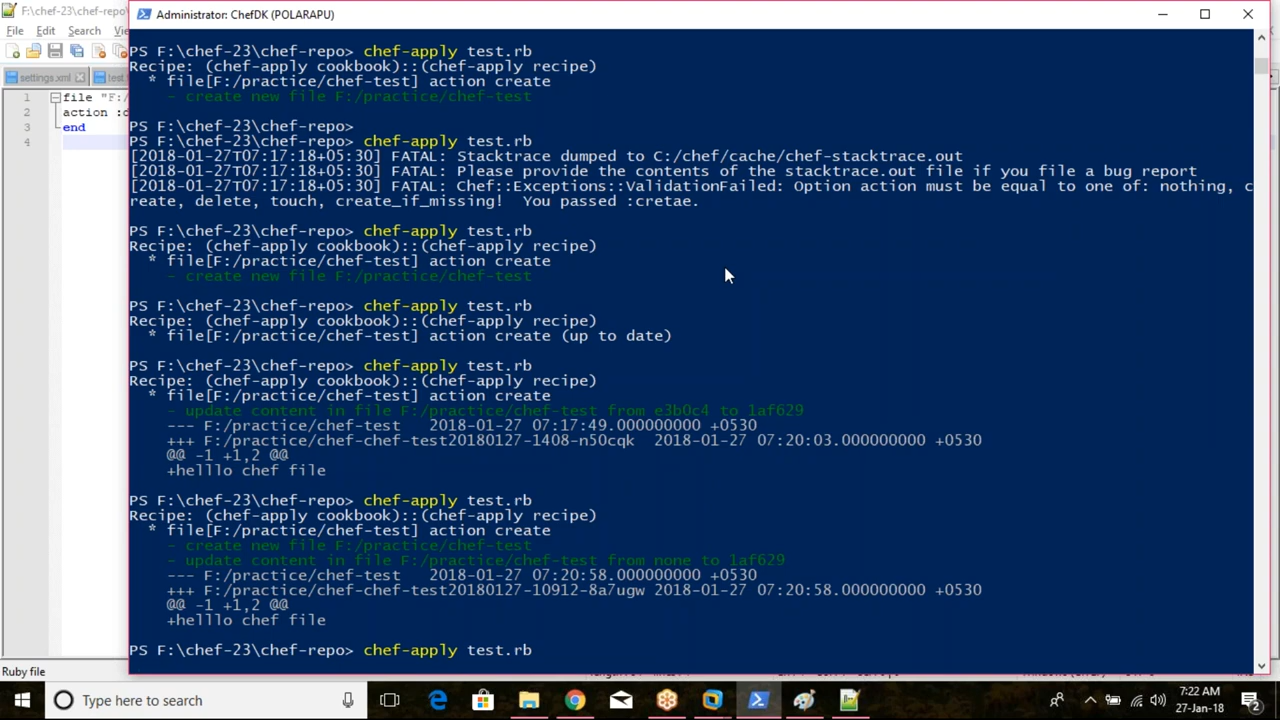 F:\
Administrator: ChefDK (POLARAPU)
File Edit Search
settings.xml test
1 file "F:/
2 action :d
3 end
4
PS F:\chef-23\chef-repo> chef-apply test.rb
Recipe: (chef-apply cookbook)::(chef-apply recipe)
* file[F:/practice/chef-test] action create
- create new file F:/practice/chef-test
PS F:\chef-23\chef-repo>
PS F:\chef-23\chef-repo> chef-apply test.rb
[2018-01-27T07:17:18+05:30] FATAL: Stacktrace dumped to C:/chef/cache/chef-stacktrace.out
[2018-01-27T07:17:18+05:30] FATAL: Please provide the contents of the stacktrace.out file if you file a bug report
[2018-01-27T07:17:18+05:30] FATAL: Chef::Exceptions::ValidationFailed: Option action must be equal to one of: nothing, c
reate, delete, touch, create_if_missing!  You passed :cretae.
PS F:\chef-23\chef-repo> chef-apply test.rb
Recipe: (chef-apply cookbook)::(chef-apply recipe)
* file[F:/practice/chef-test] action create
- create new file F:/practice/chef-test
PS F:\chef-23\chef-repo> chef-apply test.rb
Recipe: (chef-apply cookbook)::(chef-apply recipe)
* file[F:/practice/chef-test] action create (up to date)
PS F:\chef-23\chef-repo> chef-apply test.rb
Recipe: (chef-apply cookbook)::(chef-apply recipe)
* file[F:/practice/chef-test] action create
- update content in file F:/practice/chef-test from e3b0c4 to 1af629
--- F:/practice/chef-test   2018-01-27 07:17:49.000000000 +0530
+++ F:/practice/chef-chef-test20180127-1408-n50cqk  2018-01-27 07:20:03.000000000 +0530
@@ -1 +1,2 @@
+helllo chef file
PS F:\chef-23\chef-repo> chef-apply test.rb
Recipe: (chef-apply cookbook)::(chef-apply recipe)
* file[F:/practice/chef-test] action create
- create new file F:/practice/chef-test
- update content in file F:/practice/chef-test from none to 1af629
--- F:/practice/chef-test   2018-01-27 07:20:58.000000000 +0530
+++ F:/practice/chef-chef-test20180127-10912-8a7ugw 2018-01-27 07:20:58.000000000 +0530
@@ -1 +1,2 @@
+helllo chef file
PS F:\chef-23\chef-repo> chef-apply test.rb
Ruby file
Type here to search
7:22 AM
27-Jan-18
2